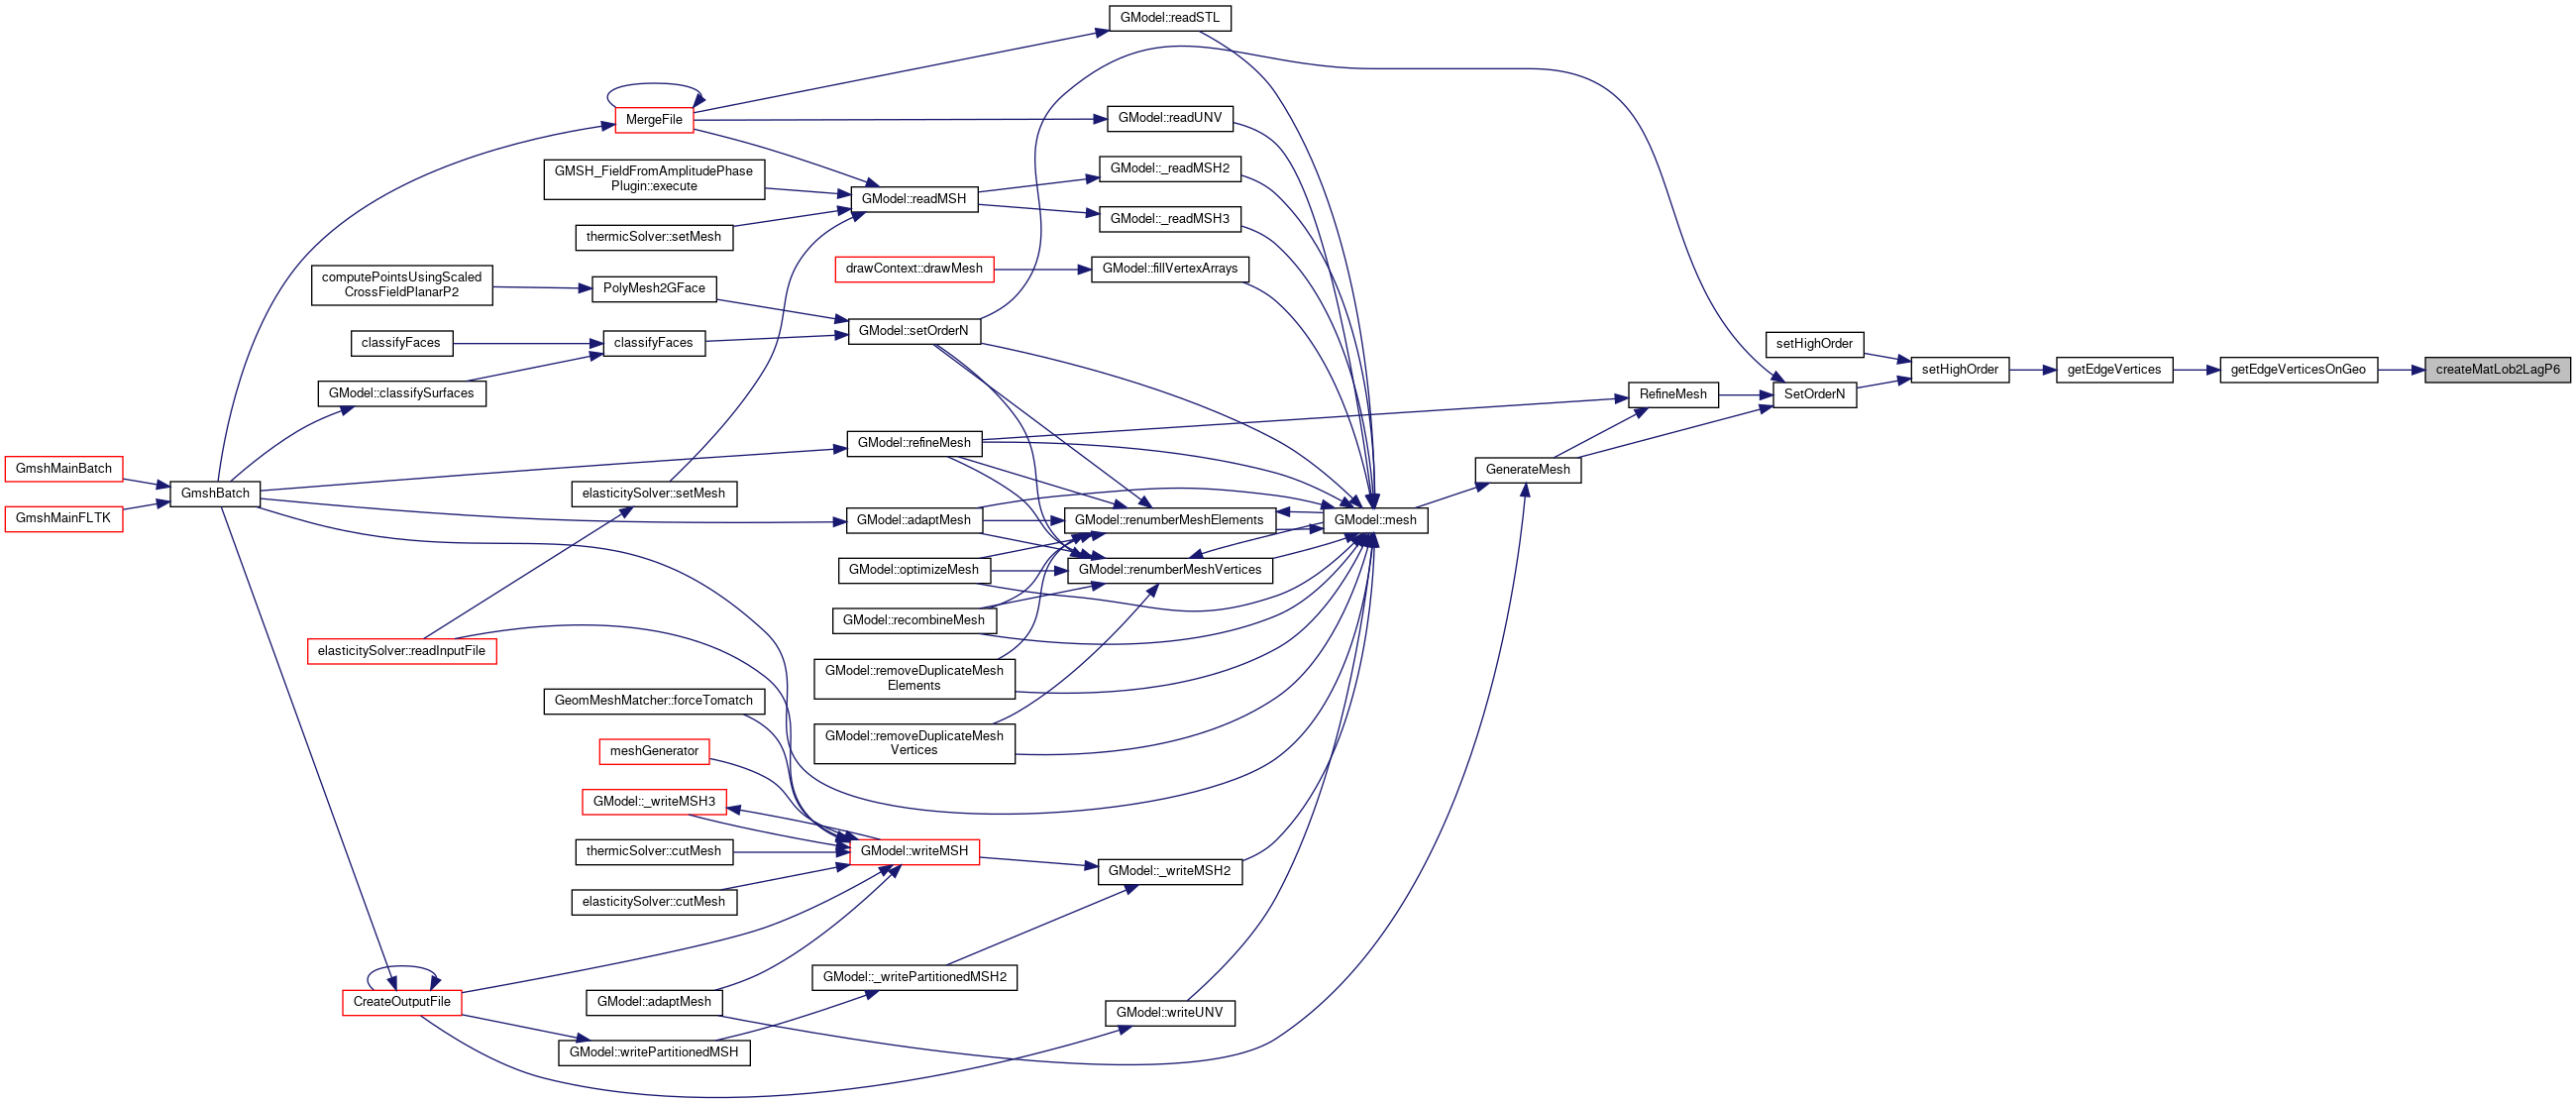 GModel::readSTL
MergeFile
GModel::readUNV
GMSH_FieldFromAmplitudePhase
Plugin::execute
GModel::_readMSH2
GModel::readMSH
GModel::_readMSH3
thermicSolver::setMesh
computePointsUsingScaled
CrossFieldPlanarP2
PolyMesh2GFace
drawContext::drawMesh
GModel::fillVertexArrays
GModel::setOrderN
classifyFaces
classifyFaces
GModel::classifySurfaces
setHighOrder
setHighOrder
getEdgeVertices
getEdgeVerticesOnGeo
createMatLob2LagP6
RefineMesh
SetOrderN
GModel::refineMesh
GenerateMesh
GmshMainBatch
GmshBatch
GmshMainFLTK
elasticitySolver::setMesh
GModel::adaptMesh
GModel::renumberMeshElements
GModel::mesh
GModel::optimizeMesh
GModel::renumberMeshVertices
GModel::recombineMesh
elasticitySolver::readInputFile
GModel::removeDuplicateMesh
Elements
GeomMeshMatcher::forceTomatch
GModel::removeDuplicateMesh
Vertices
meshGenerator
GModel::_writeMSH3
thermicSolver::cutMesh
GModel::writeMSH
GModel::_writeMSH2
elasticitySolver::cutMesh
GModel::_writePartitionedMSH2
CreateOutputFile
GModel::adaptMesh
GModel::writeUNV
GModel::writePartitionedMSH